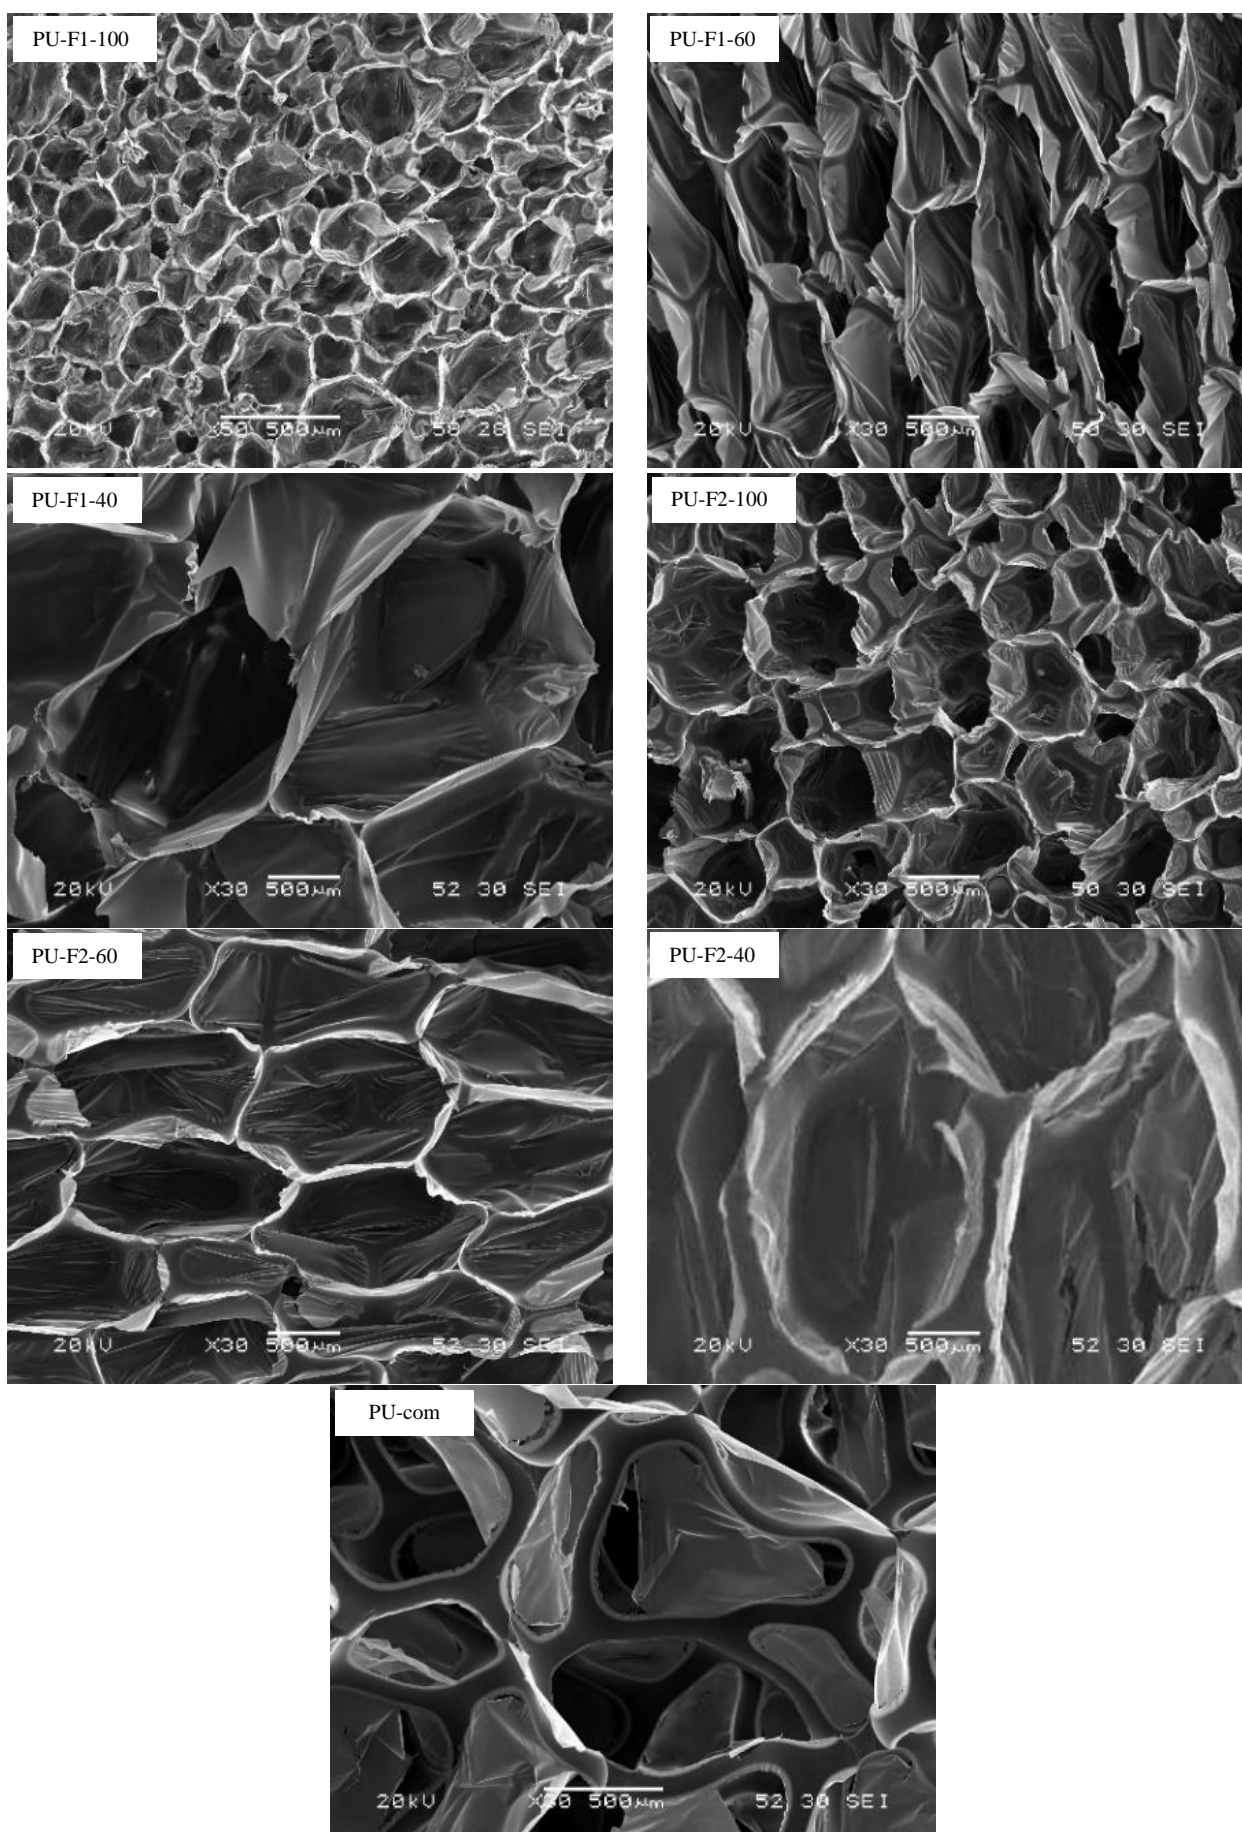 PU-F1-100
PU-F1-60
20kV X50 500µm 58 28 SEI
20kV X30 500µm 50 30 SEI
PU-F1-40
PU-F2-100
20kV X30 500µm 52 30 SEI
20kV X30 500µm 50 30 SEI
PU-F2-60
PU-F2-40
20kV X30 500µm 52 30 SEI
20kV X30 500µm 52 30 SEI
PU-com
20kV X30 500µm 52 30 SEI